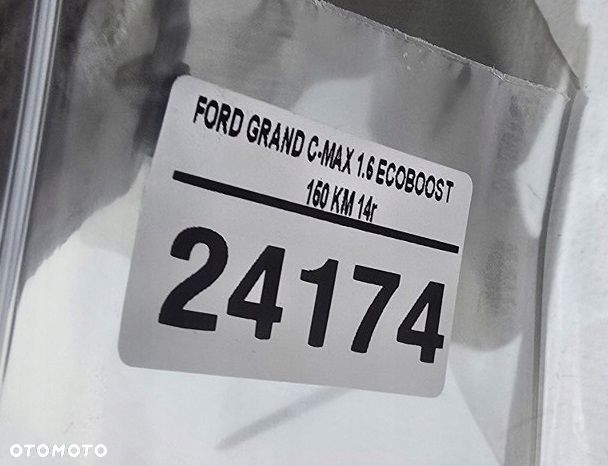 FORD GRAND C-MAX 1.6 ECOBOOST
150 KM 14r
24174
OTOMOTO